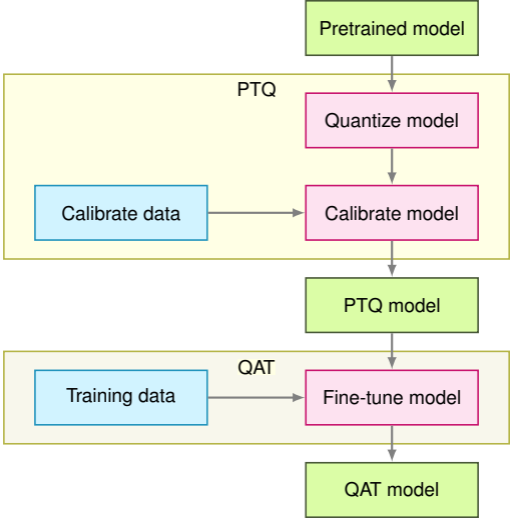 Pretrained model
PTQ
Quantize model
Calibrate data
Calibrate model
PTQ model
QAT
Training data
Fine-tune model
QAT model